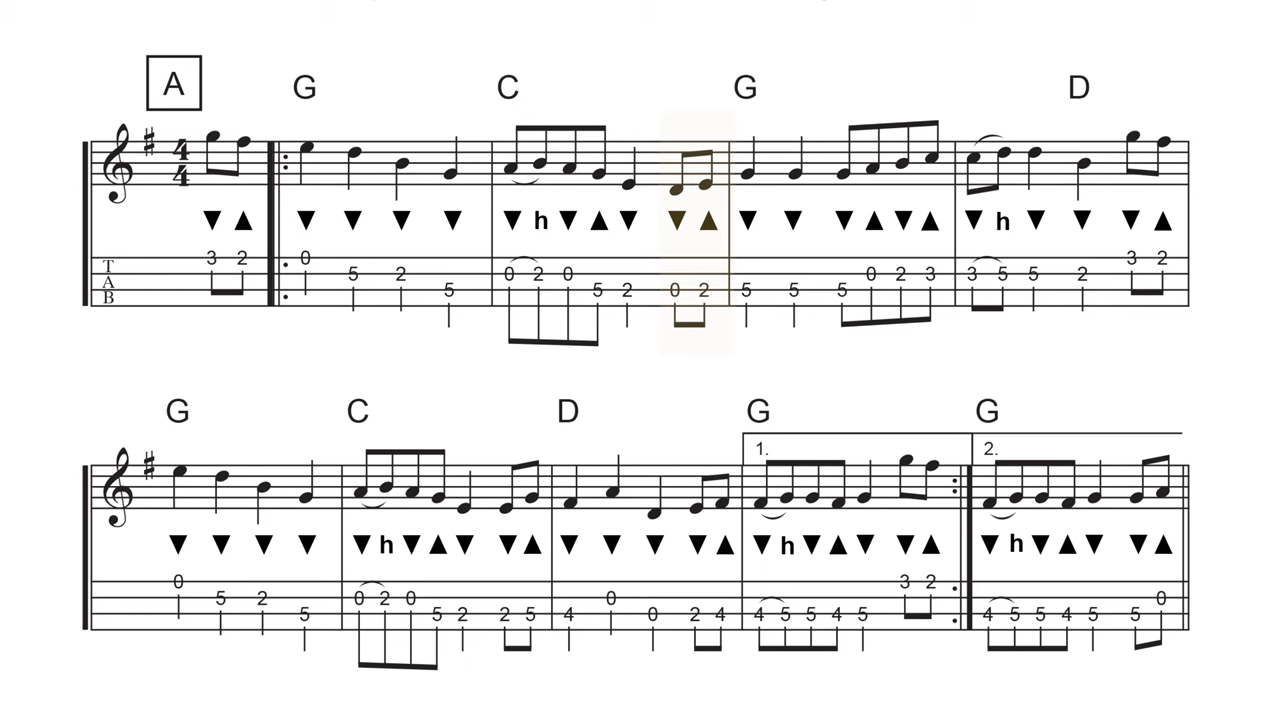 A G C G D
4
4
h h
T A B 3 2 0 5 2 5 0 2 0 5 2 0 2 5 5 5 0 2 3 3 5 5 2 3 2
G C D G G
1. 2.
h h h
0 5 2 5 0 2 0 5 2 2 5 4 0 0 2 4 4 5 5 4 5 3 2 4 5 5 4 5 5 0